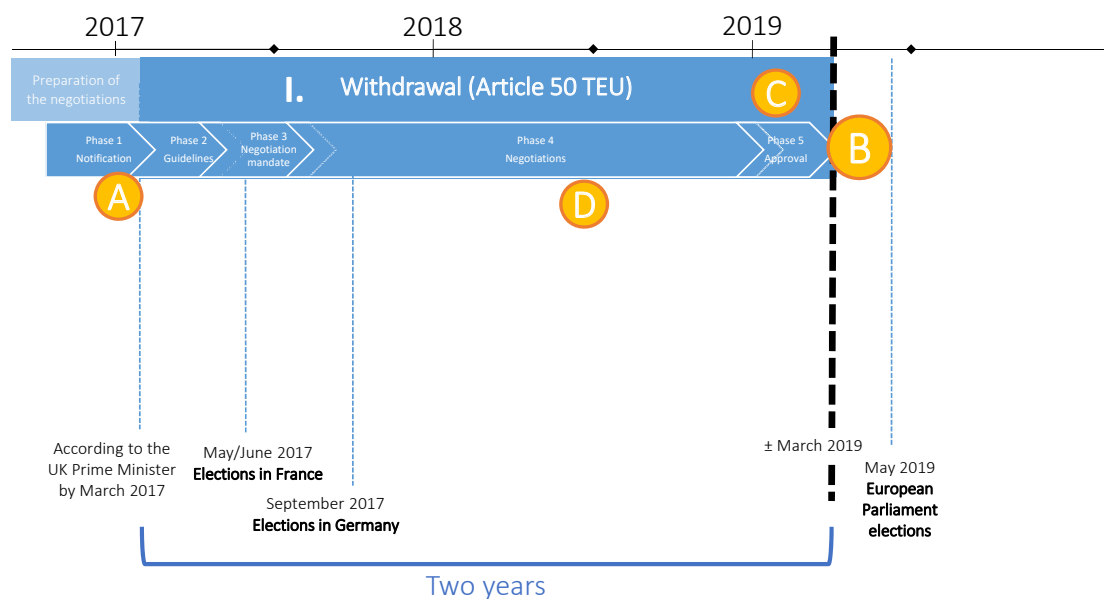 2017
2018
2019
Preparation of
the negotiations
I.
Withdrawal (Article 50 TEU)
C
Phase 1
Notification
Phase 2
Guidelines
Phase 3
Negotiation
mandate
Phase 4
Negotiations
Phase 5
Approval
B
A
D
According to the
UK Prime Minister
by March 2017
May/June 2017
Elections in France
September 2017
Elections in Germany
± March 2019
May 2019
European
Parliament
elections
Two years